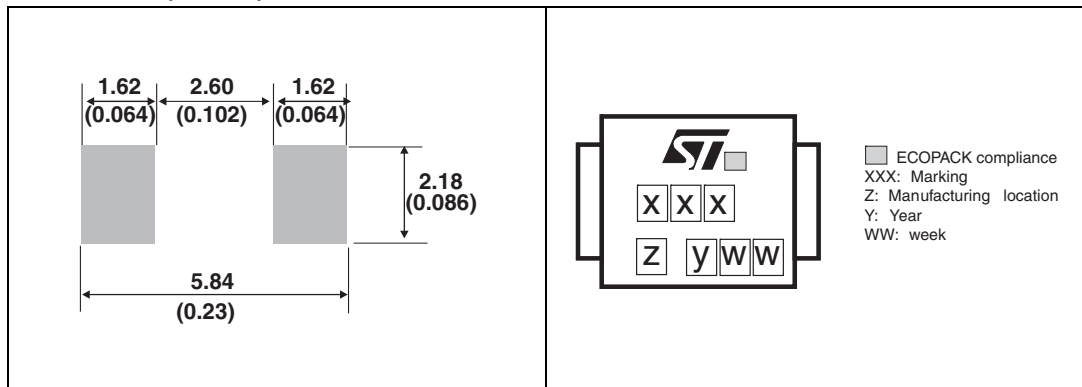 1.62 2.60 1.62
(0.064) (0.102) (0.064)
2.18
(0.086)
5.84
(0.23)
ST
x x x
z y w w
ECOPACK compliance
XXX: Marking
Z: Manufacturing location
Y: Year
WW: week